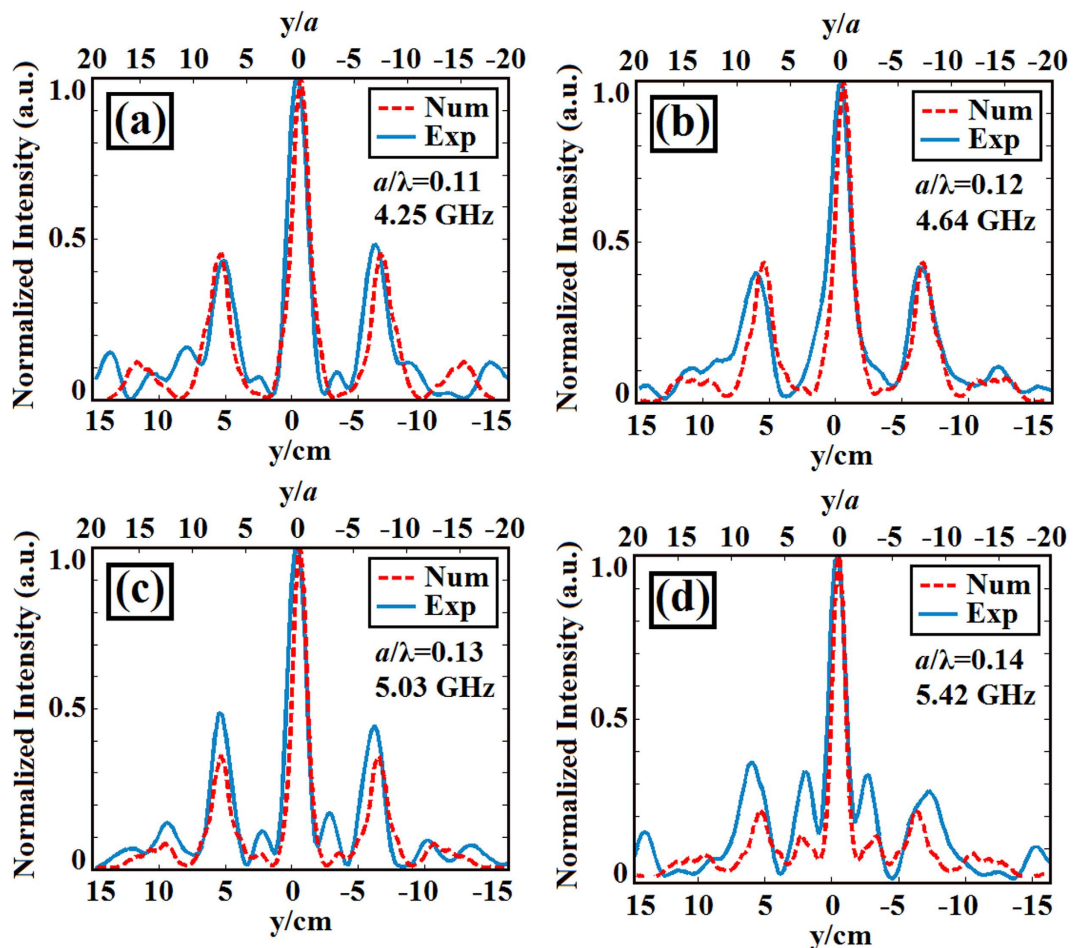 y/a
20 15 10 5 0 -5 -10 -15 -20
Normalized Intensity (a.u.)
1.0
0.5
0
(a)
Num
Exp
a/λ=0.11
4.25 GHz
15 10 5 0 -5 -10 -15
y/cm
y/a
20 15 10 5 0 -5 -10 -15 -20
Normalized Intensity (a.u.)
1.0
0.5
0
(b)
Num
Exp
a/λ=0.12
4.64 GHz
15 10 5 0 -5 -10 -15
y/cm
y/a
20 15 10 5 0 -5 -10 -15 -20
Normalized Intensity (a.u.)
1.0
0.5
0
(c)
Num
Exp
a/λ=0.13
5.03 GHz
15 10 5 0 -5 -10 -15
y/cm
y/a
20 15 10 5 0 -5 -10 -15 -20
Normalized Intensity (a.u.)
1.0
0.5
0
(d)
Num
Exp
a/λ=0.14
5.42 GHz
15 10 5 0 -5 -10 -15
y/cm